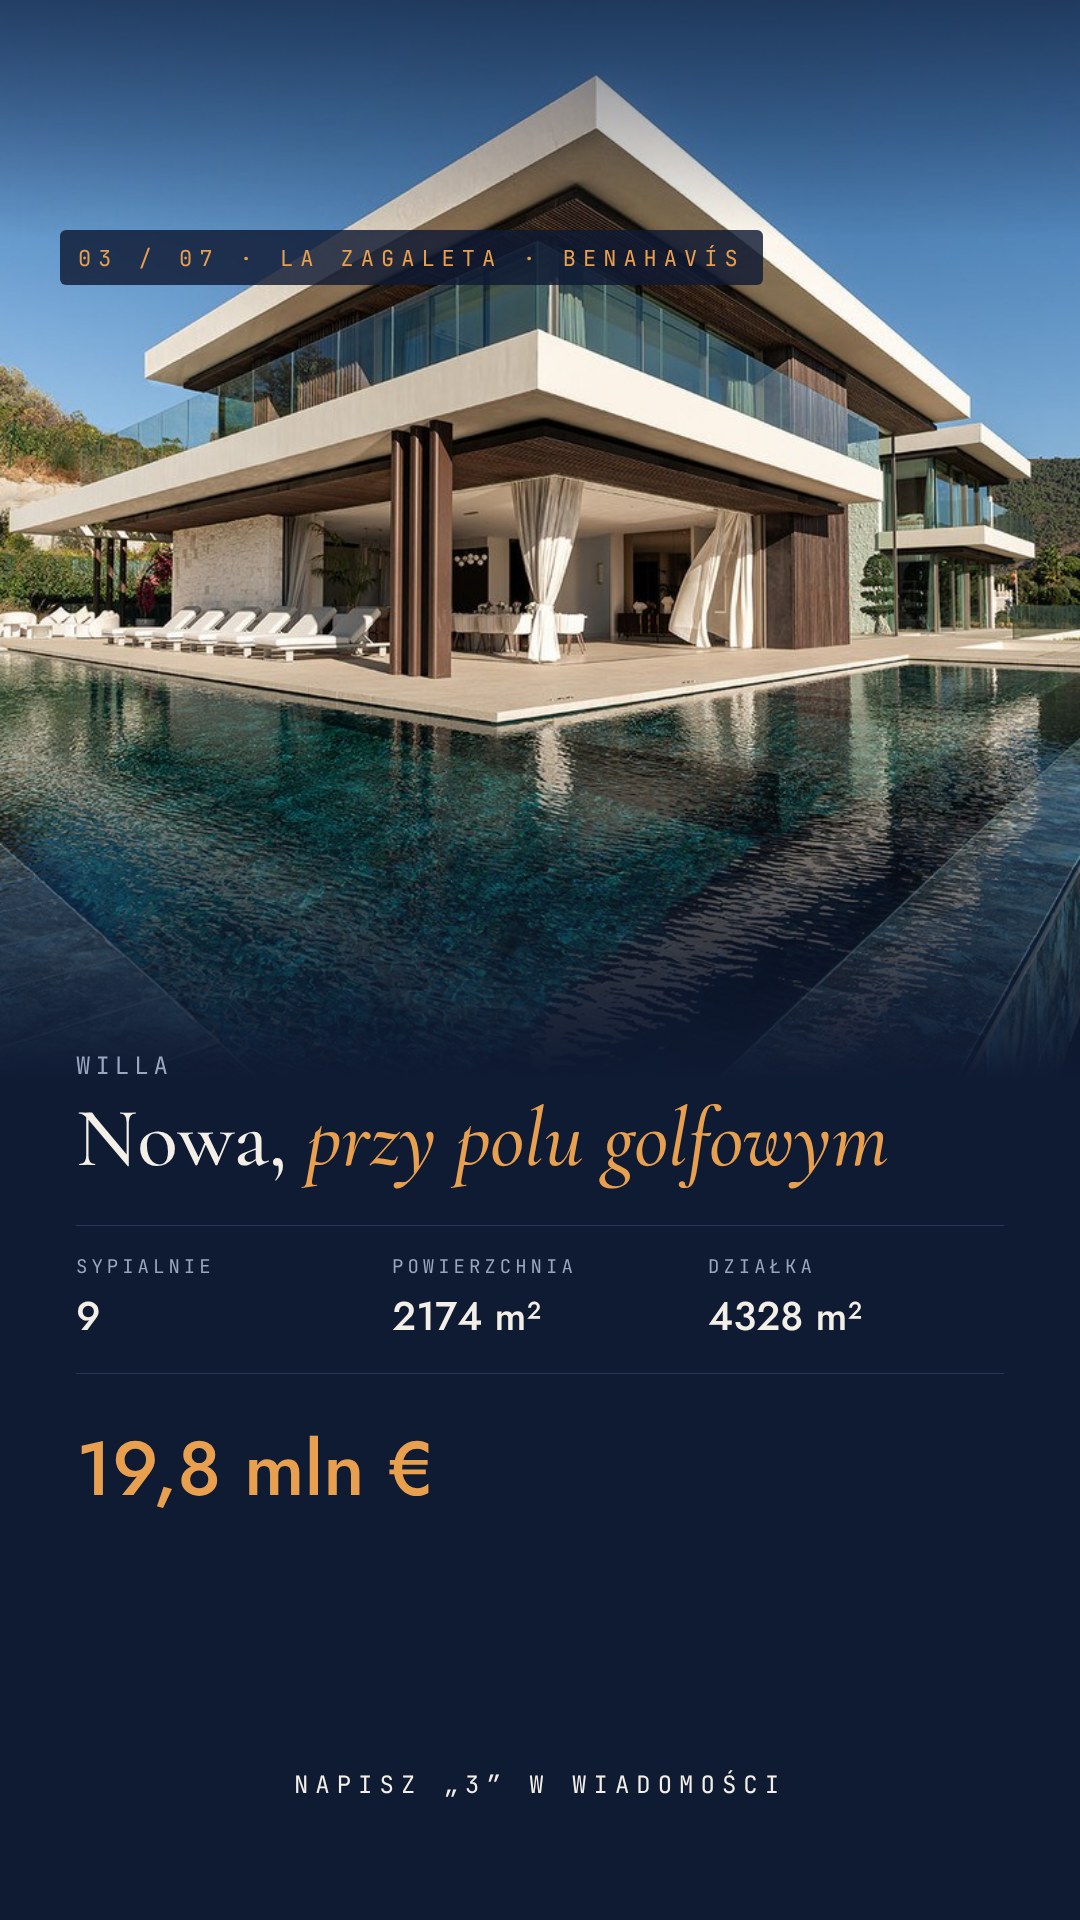 03 / 07 · LA ZAGALETA · BENAHAVÍS
WILLA
Nowa, przy polu golfowym
SYPIALNIE POWIERZCHNIA DZIAŁKA
9 2174 m² 4328 m²
19,8 mln €
NAPISZ „3” W WIADOMOŚCI